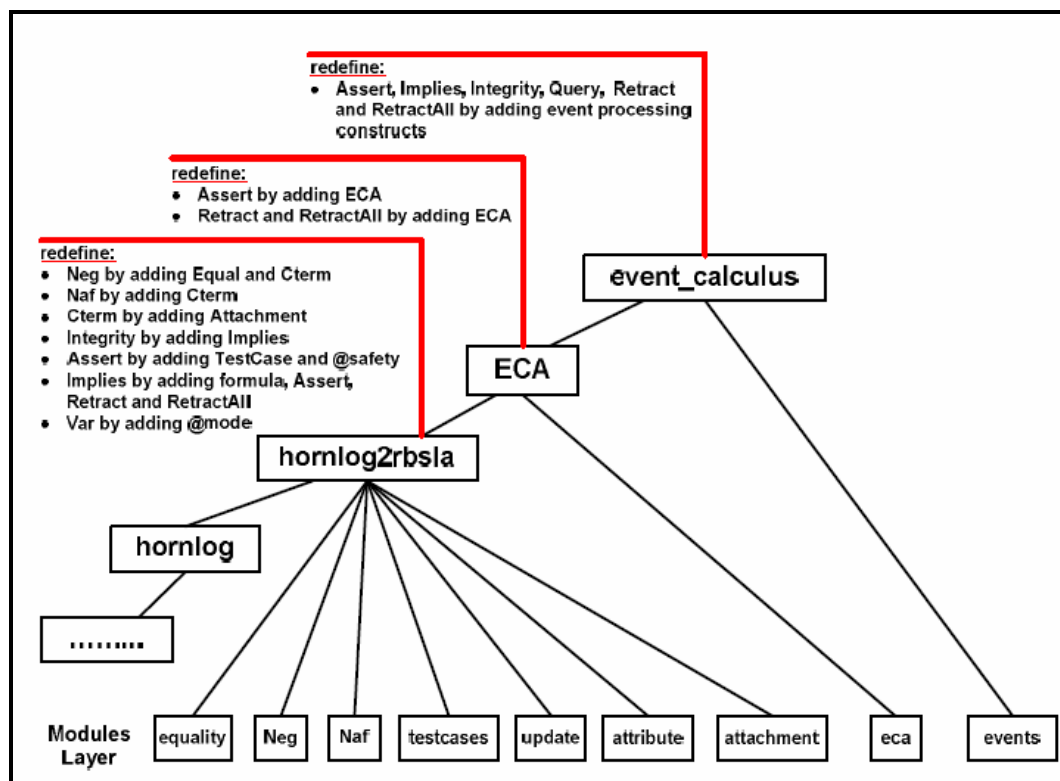 redefine:
• Assert, Implies, Integrity, Query, Retract
and RetractAll by adding event processing
constructs
redefine:
• Assert by adding ECA
• Retract and RetractAll by adding ECA
redefine:
• Neg by adding Equal and Cterm
• Naf by adding Cterm
• Cterm by adding Attachment
• Integrity by adding Implies
• Assert by adding TestCase and @safety
• Implies by adding formula, Assert,
Retract and RetractAll
• Var by adding @mode
event_calculus
ECA
hornlog2rbsla
hornlog
.........
Modules
Layer
equality
Neg
Naf
testcases
update
attribute
attachment
eca
events